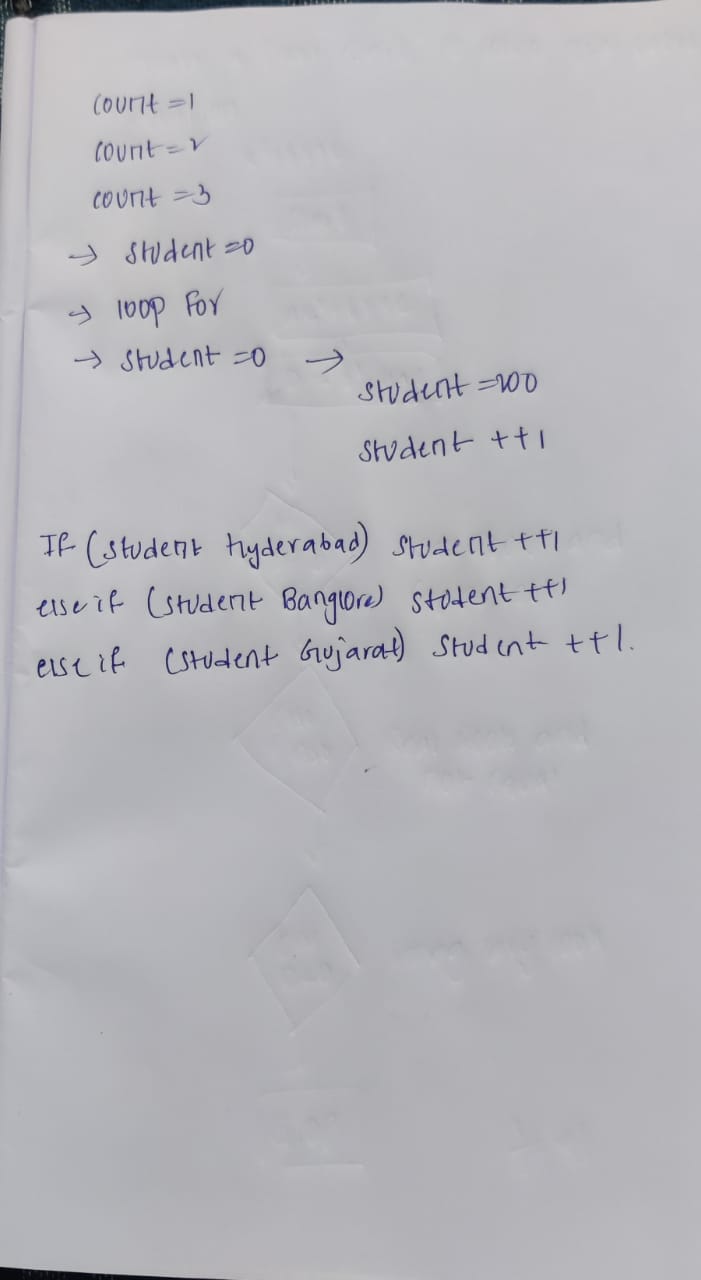 count =1
count = 2
count =3
→ student =0
→ loop for
→ student =0 →
student =200
student ++1
If (student Hyderabad) student ++1
else if (student Banglore) student ++1
else if (student Gujarat) student ++1.